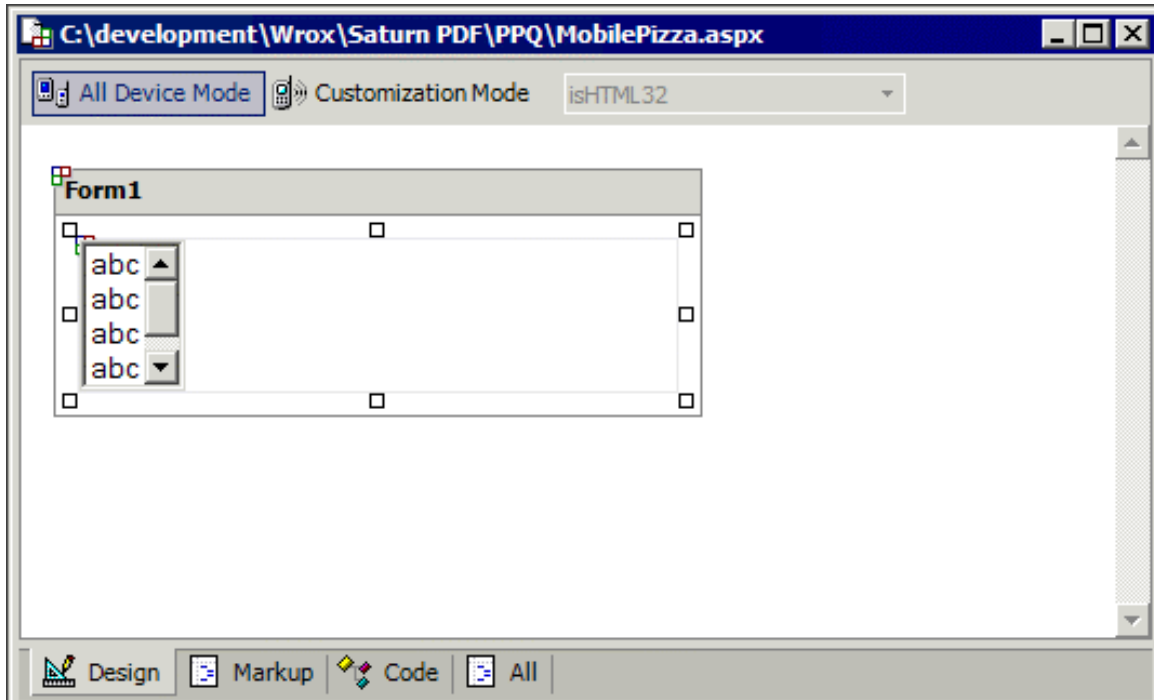 C:\development\Wrox\Saturn PDF\PPQ\MobilePizza.aspx
All Device Mode Customization Mode isHTML32
Form1
abc
abc
abc
abc
Design Markup Code All